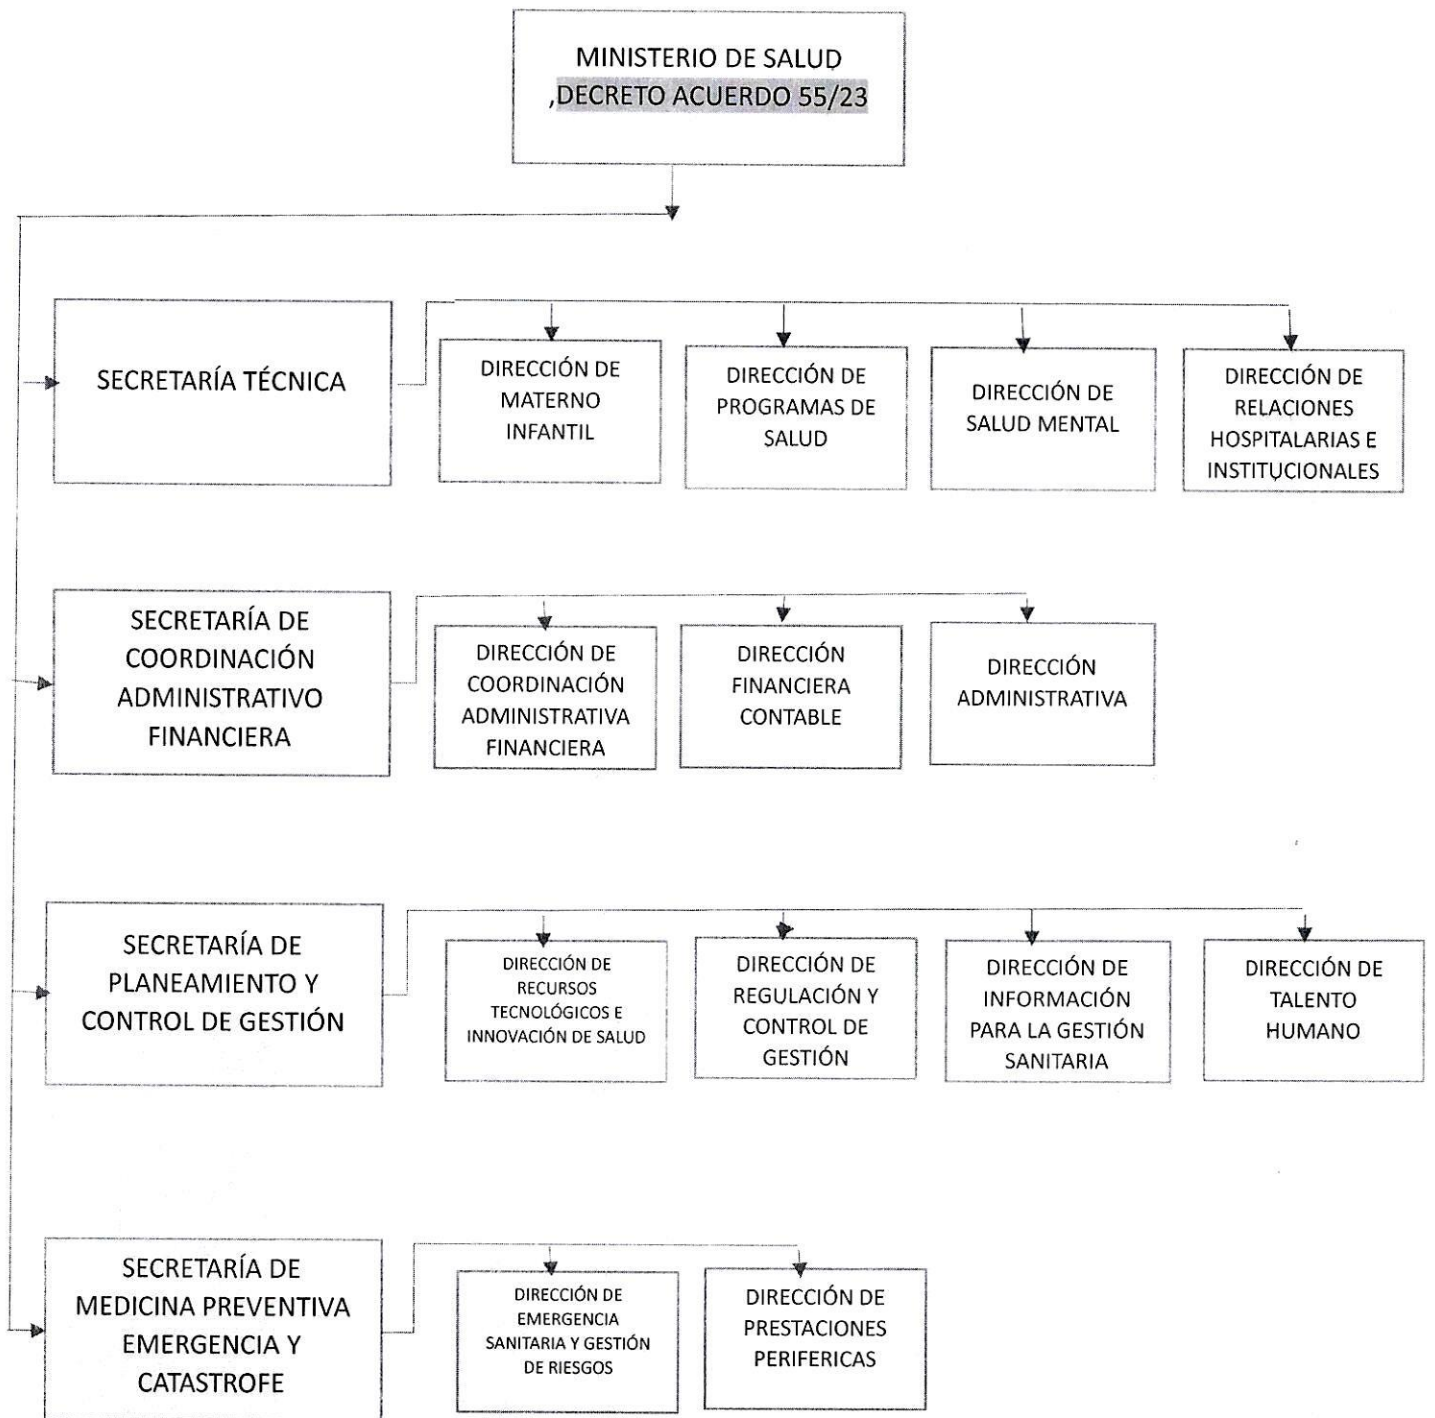 MINISTERIO DE SALUD
,DECRETO ACUERDO 55/23
SECRETARÍA TÉCNICA
DIRECCIÓN DE
MATERNO
INFANTIL
DIRECCIÓN DE
PROGRAMAS DE
SALUD
DIRECCIÓN DE
SALUD MENTAL
DIRECCIÓN DE
RELACIONES
HOSPITALARIAS E
INSTITUCIONALES
SECRETARÍA DE
COORDINACIÓN
ADMINISTRATIVO
FINANCIERA
DIRECCIÓN DE
COORDINACIÓN
ADMINISTRATIVA
FINANCIERA
DIRECCIÓN
FINANCIERA
CONTABLE
DIRECCIÓN
ADMINISTRATIVA
SECRETARÍA DE
PLANEAMIENTO Y
CONTROL DE GESTIÓN
DIRECCIÓN DE
RECURSOS
TECNOLÓGICOS E
INNOVACIÓN DE SALUD
DIRECCIÓN DE
REGULACIÓN Y
CONTROL DE
GESTIÓN
DIRECCIÓN DE
INFORMACIÓN
PARA LA GESTIÓN
SANITARIA
DIRECCIÓN DE
TALENTO
HUMANO
SECRETARÍA DE
MEDICINA PREVENTIVA
EMERGENCIA Y
CATASTROFE
DIRECCIÓN DE
EMERGENCIA
SANITARIA Y GESTIÓN
DE RIESGOS
DIRECCIÓN DE
PRESTACIONES
PERIFERICAS